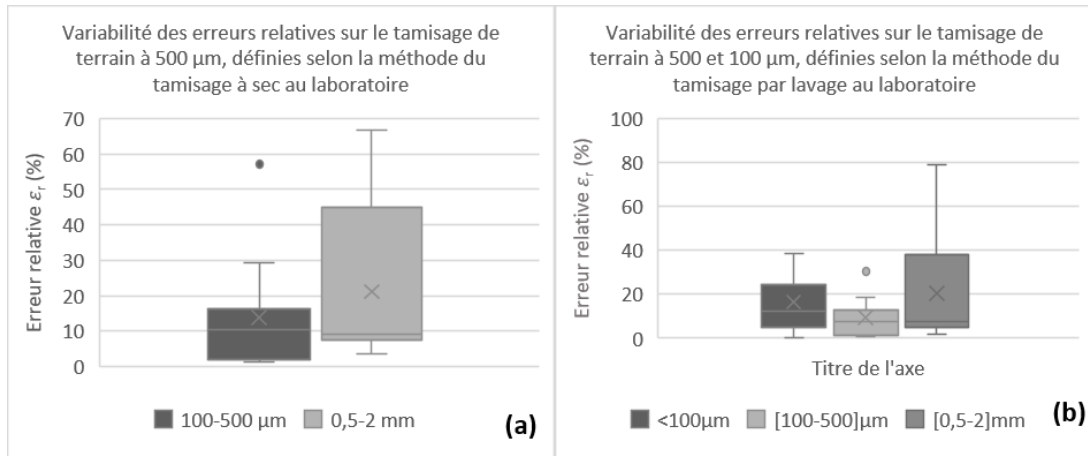 Variabilité des erreurs relatives sur le tamisage de
terrain à 500 µm, définies selon la méthode du
tamisage à sec au laboratoire
Erreur relative εr (%)
70
60
50
40
30
20
10
0
100-500 µm
0,5-2 mm
(a)
Variabilité des erreurs relatives sur le tamisage de
terrain à 500 et 100 µm, définies selon la méthode du
tamisage par lavage au laboratoire
Erreur relative εr (%)
100
80
60
40
20
0
Titre de l'axe
<100µm
[100-500]µm
[0,5-2]mm
(b)